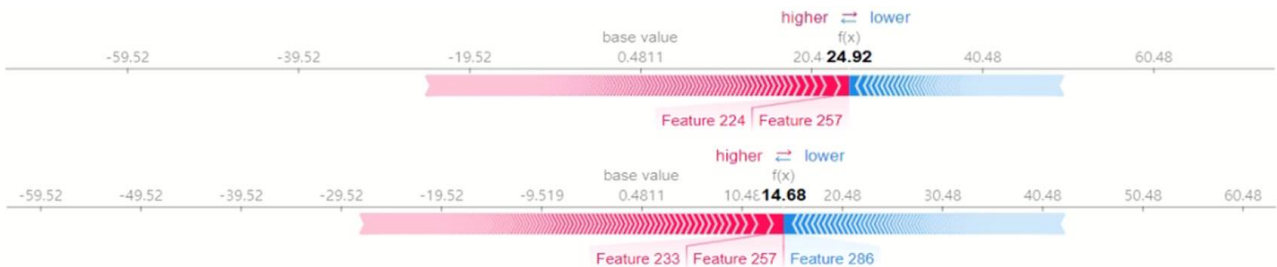 higher ⇄ lower
base value f(x)
-59.52 -39.52 -19.52 0.4811 20.4 24.92 40.48 60.48
Feature 224 Feature 257
higher ⇄ lower
base value f(x)
-59.52 -49.52 -39.52 -29.52 -19.52 -9.519 0.4811 10.48 14.68 20.48 30.48 40.48 50.48 60.48
Feature 233 Feature 257 Feature 286